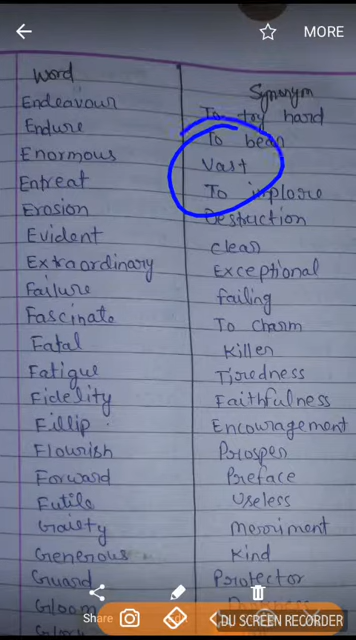 MORE
Word Synonym
Endeavour To try hard
Endure To bear
Enormous Vast
Entreat To implore
Erosion Destruction
Evident clear
Extraordinary Exceptional
Failure failing
Fascinate To charm
Fatal Killer
Fatigue Tiredness
Fidelity Faithfulness
Fillip Encouragement
Flourish Prosper
Forward Preface
Futile Useless
Gaiety Merriment
Generous Kind
Guard Protector
Gloom
Share
DU SCREEN RECORDER